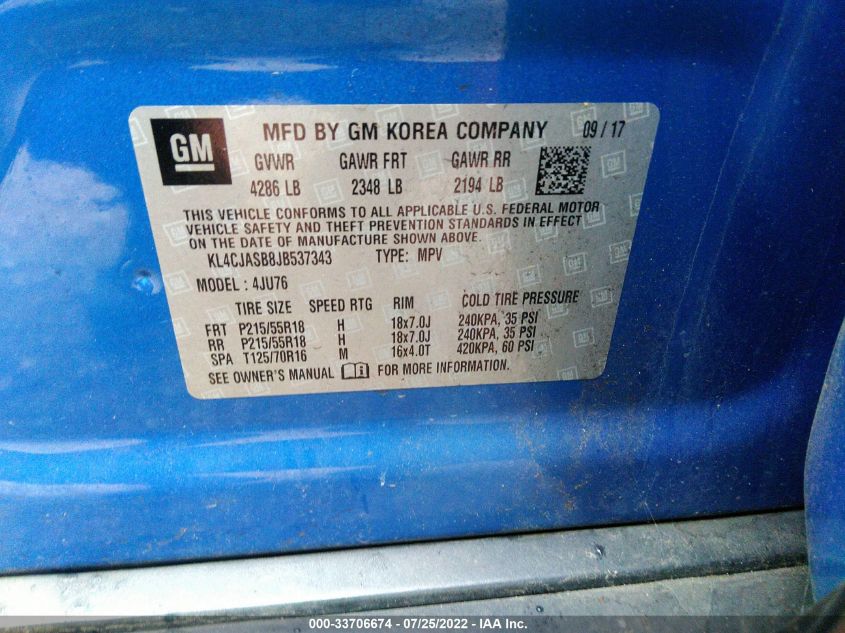 GM MFD BY GM KOREA COMPANY 09 / 17
GVWR GAWR FRT GAWR RR
4286 LB 2348 LB 2194 LB
THIS VEHICLE CONFORMS TO ALL APPLICABLE U.S. FEDERAL MOTOR
VEHICLE SAFETY AND THEFT PREVENTION STANDARDS IN EFFECT
ON THE DATE OF MANUFACTURE SHOWN ABOVE.
KL4CJASB8JB537343 TYPE: MPV
MODEL : 4JU76
TIRE SIZE SPEED RTG RIM COLD TIRE PRESSURE
FRT P215/55R18 H 18x7.0J 240KPA, 35 PSI
RR P215/55R18 H 18x7.0J 240KPA, 35 PSI
SPA T125/70R16 M 16x4.0T 420KPA, 60 PSI
SEE OWNER'S MANUAL FOR MORE INFORMATION
000-33706674 - 07/25/2022 - IAA Inc.